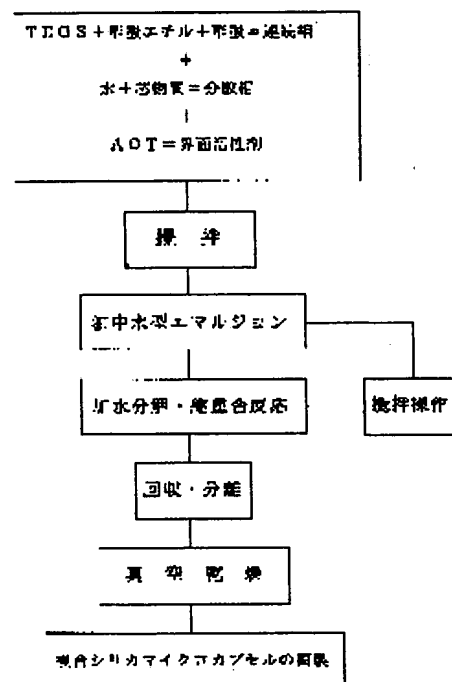 TEOS＋酢酸エチル＋酢酸＝連続相
＋
水＋芯物質＝分散相
AOT＝界面活性剤
攪　拌
油中水型エマルジョン
加水分解・縮重合反応
攪拌操作
回収・分離
真　空　乾　燥
複合シリカマイクロカプセルの調製